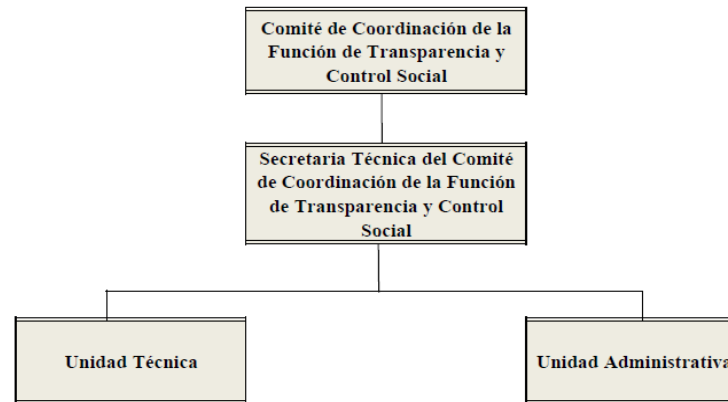 Comité de Coordinación de la
Función de Transparencia y
Control Social
Secretaria Técnica del Comité
de Coordinación de la Función
de Transparencia y Control
Social
Unidad Técnica
Unidad Administrativa